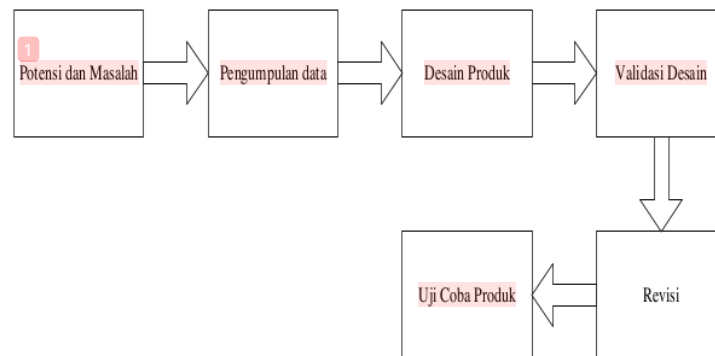 1
Potensi dan Masalah
Pengumpulan data
Desain Produk
Validasi Desain
Uji Coba Produk
Revisi